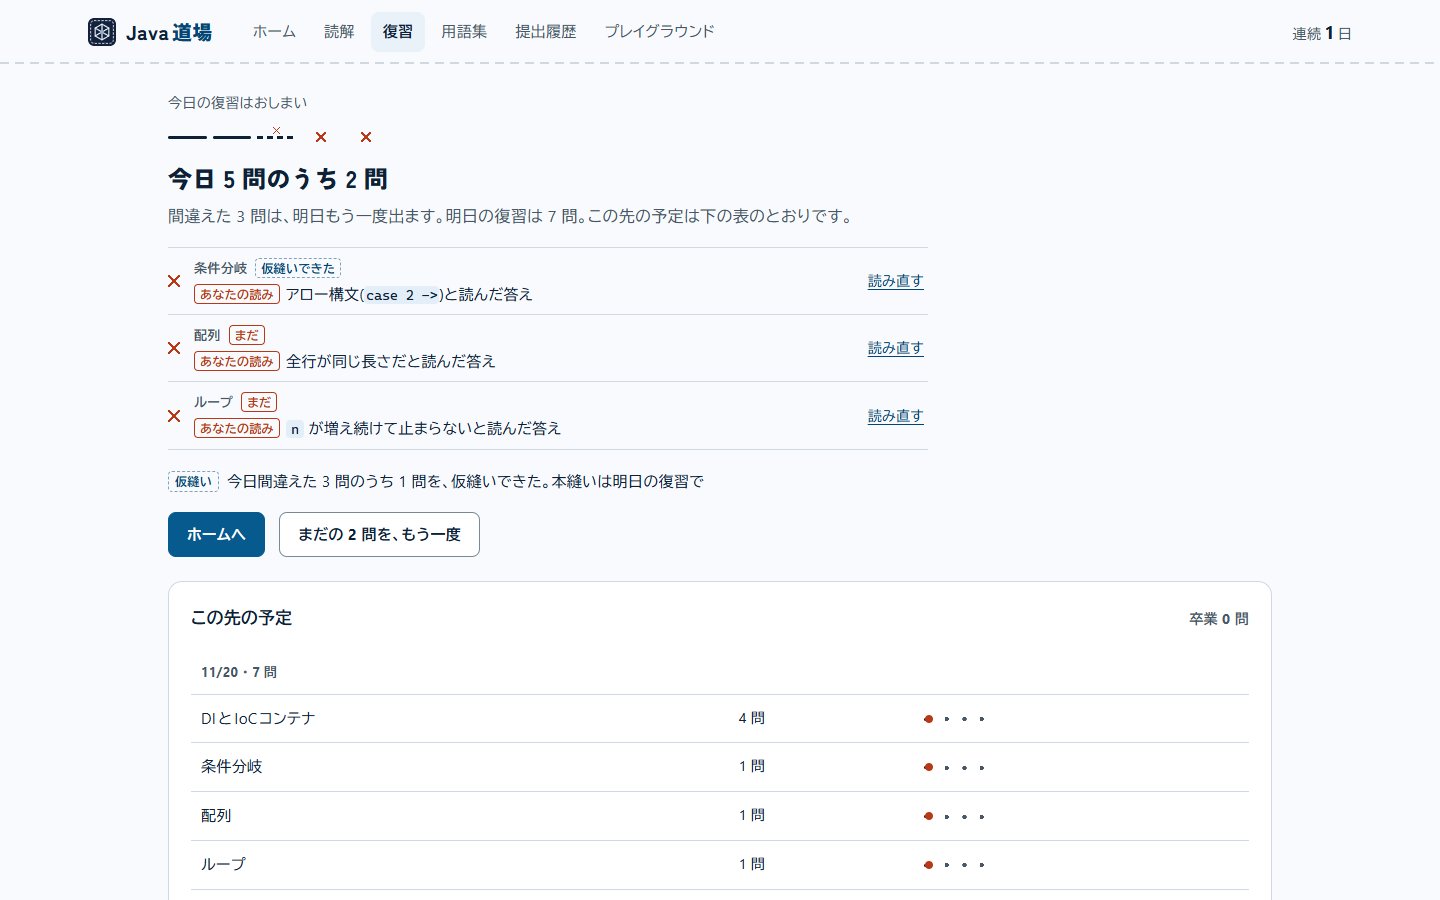 Java道場 ホーム 読解 復習 用語集 提出履歴 プレイグラウンド 連続 1 日
今日の復習はおしまい
今日 5 問のうち 2 問
間違えた 3 問は、明日もう一度出ます。明日の復習は 7 問。この先の予定は下の表のとおりです。
条件分岐 仮縫いできた
あなたの読み アロー構文(case 2 ->)と読んだ答え 読み直す
配列 まだ
あなたの読み 全行が同じ長さだと読んだ答え 読み直す
ループ まだ
あなたの読み n が増え続けて止まらないと読んだ答え 読み直す
仮縫い 今日間違えた 3 問のうち 1 問を、仮縫いできた。本縫いは明日の復習で
ホームへ まだの 2 問を、もう一度
この先の予定 卒業 0 問
11/20・7 問
DIとIoCコンテナ 4 問
条件分岐 1 問
配列 1 問
ループ 1 問